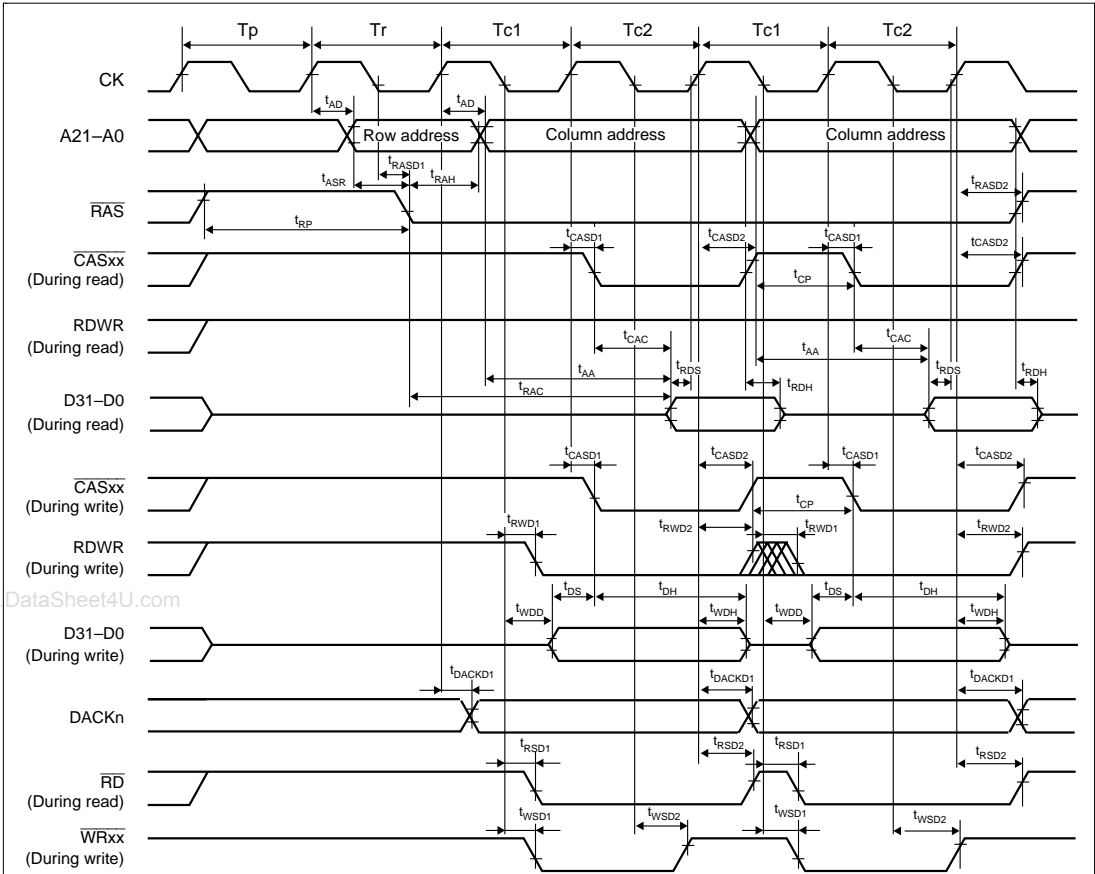 Tp Tr Tc1 Tc2 Tc1 Tc2
CK
tAD tAD
A21–A0 Row address Column address Column address
tRASD1
tASR tRAH tRASD2
RAS
tRP
tCASD1 tCASD2 tCASD1 tCASD2
CASxx
(During read)
tCP
RDWR
(During read)
tCAC tCAC
tAA tRDS tAA tRDS
tRAC tRDH tRDH
D31–D0
(During read)
tCASD1 tCASD2 tCASD1 tCASD2
CASxx
(During write)
tCP
tRWD1 tRWD2 tRWD1 tRWD2
RDWR
(During write)
DataSheet4U.com
tDS tDH tDS tDH
tWDD tWDH tWDD tWDH
D31–D0
(During write)
tDACKD1 tDACKD1 tDACKD1
DACKn
tRSD1 tRSD2 tRSD1 tRSD2
RD
(During read)
tWSD1 tWSD2 tWSD1 tWSD2
WRxx
(During write)